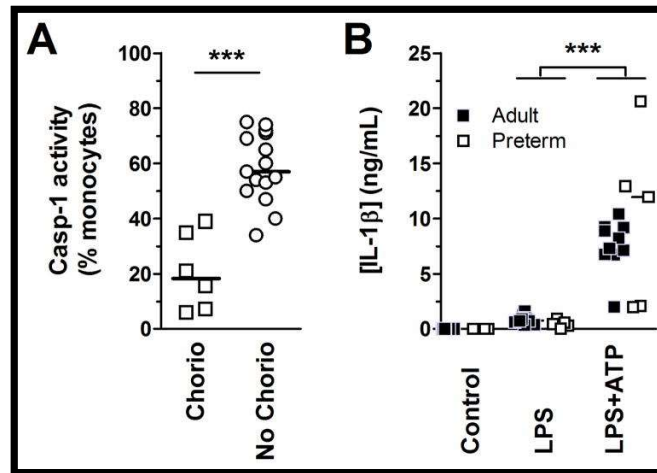 A
Casp-1 activity
(% monocytes)
100
80
60
40
20
0
***
Chorio
No Chorio
B
[IL-1β] (ng/mL)
25
20
15
10
5
0
***
Adult
Preterm
Control
LPS
LPS+ATP